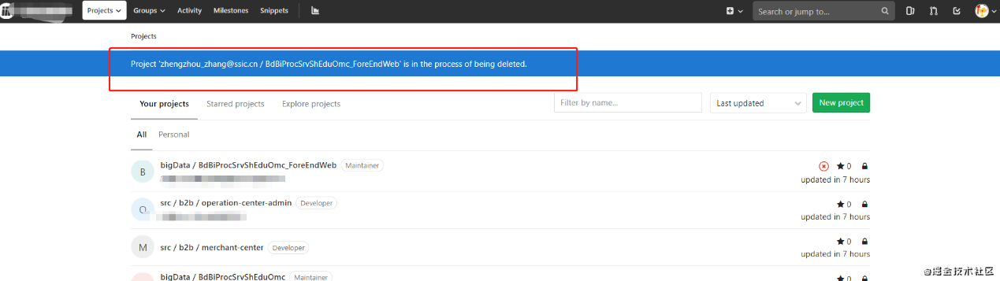 Projects Groups Activity Milestones Snippets Search or jump to...
Projects
Project 'zhengzhou_zhang@ssic.cn / BdBiProcSrvShEduOmc_ForeEndWeb' is in the process of being deleted.
Your projects Starred projects Explore projects Filter by name... Last updated New project
All Personal
B bigData / BdBiProcSrvShEduOmc_ForeEndWeb Maintainer 0
updated in 7 hours
O src / b2b / operation-center-admin Developer 0
updated in 7 hours
M src / b2b / merchant-center Developer 0
updated in 7 hours
bigData / BdBiProcSrvShEduOmc Maintainer 0
@掘金技术社区